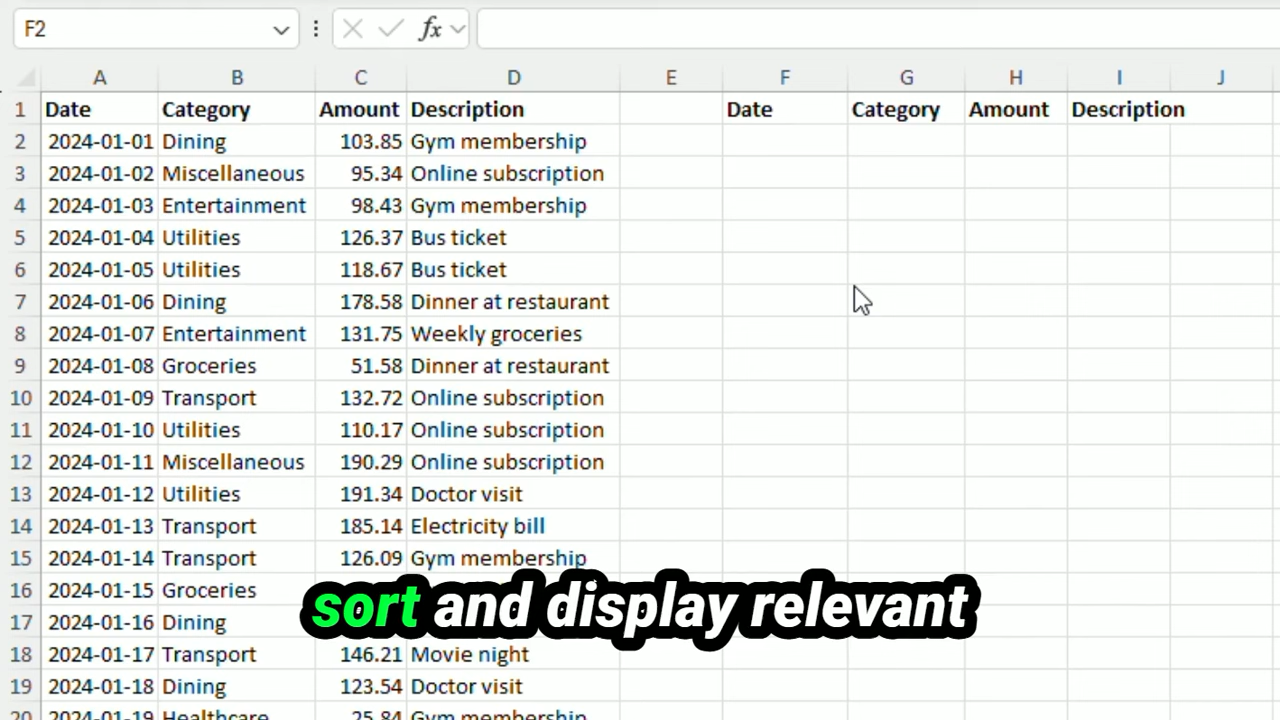 F2 fx
A B C D E F G H I J
1 Date Category Amount Description Date Category Amount Description
2 2024-01-01 Dining 103.85 Gym membership
3 2024-01-02 Miscellaneous 95.34 Online subscription
4 2024-01-03 Entertainment 98.43 Gym membership
5 2024-01-04 Utilities 126.37 Bus ticket
6 2024-01-05 Utilities 118.67 Bus ticket
7 2024-01-06 Dining 178.58 Dinner at restaurant
8 2024-01-07 Entertainment 131.75 Weekly groceries
9 2024-01-08 Groceries 51.58 Dinner at restaurant
10 2024-01-09 Transport 132.72 Online subscription
11 2024-01-10 Utilities 110.17 Online subscription
12 2024-01-11 Miscellaneous 190.29 Online subscription
13 2024-01-12 Utilities 191.34 Doctor visit
14 2024-01-13 Transport 185.14 Electricity bill
15 2024-01-14 Transport 126.09 Gym membership
16 2024-01-15 Groceries
sort and display relevant
17 2024-01-16 Dining
18 2024-01-17 Transport 146.21 Movie night
19 2024-01-18 Dining 123.54 Doctor visit
20 2024-01-19 Healthcare 25.84 Gym membership